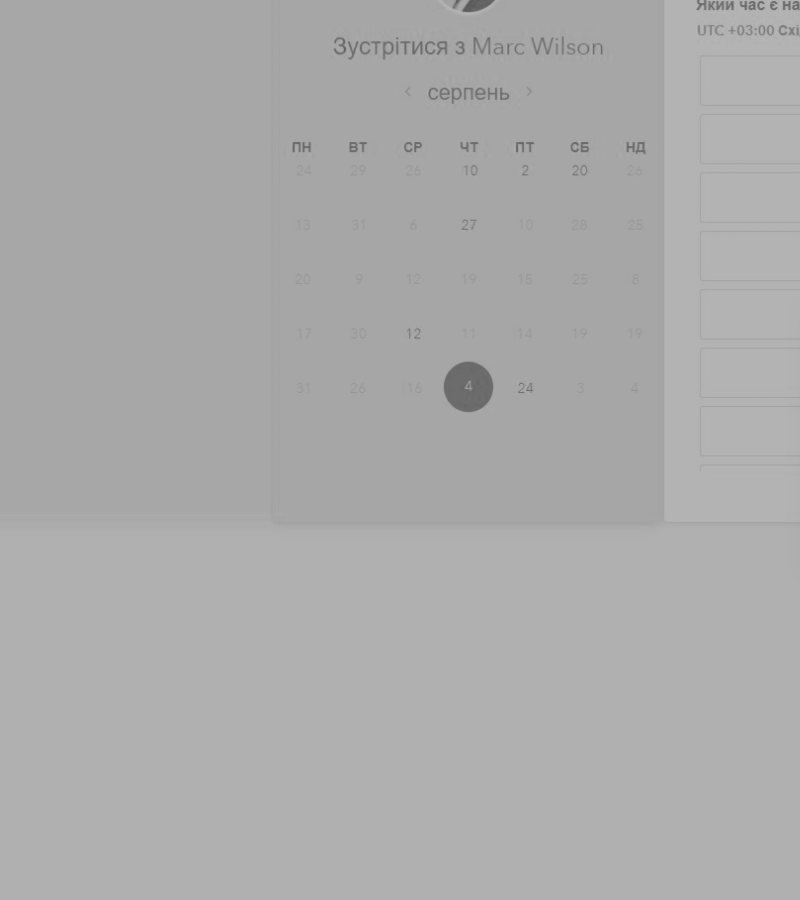 Який час є на
Зустрітися з Marc Wilson
UTC +03:00 Схі
серпень
ПН ВТ СР ЧТ ПТ СБ НД
24 29 26 10 2 20 26
13 31 6 27 10 28 25
20 9 12 19 15 25 8
17 30 12 11 14 19 19
31 26 16 4 24 3 4